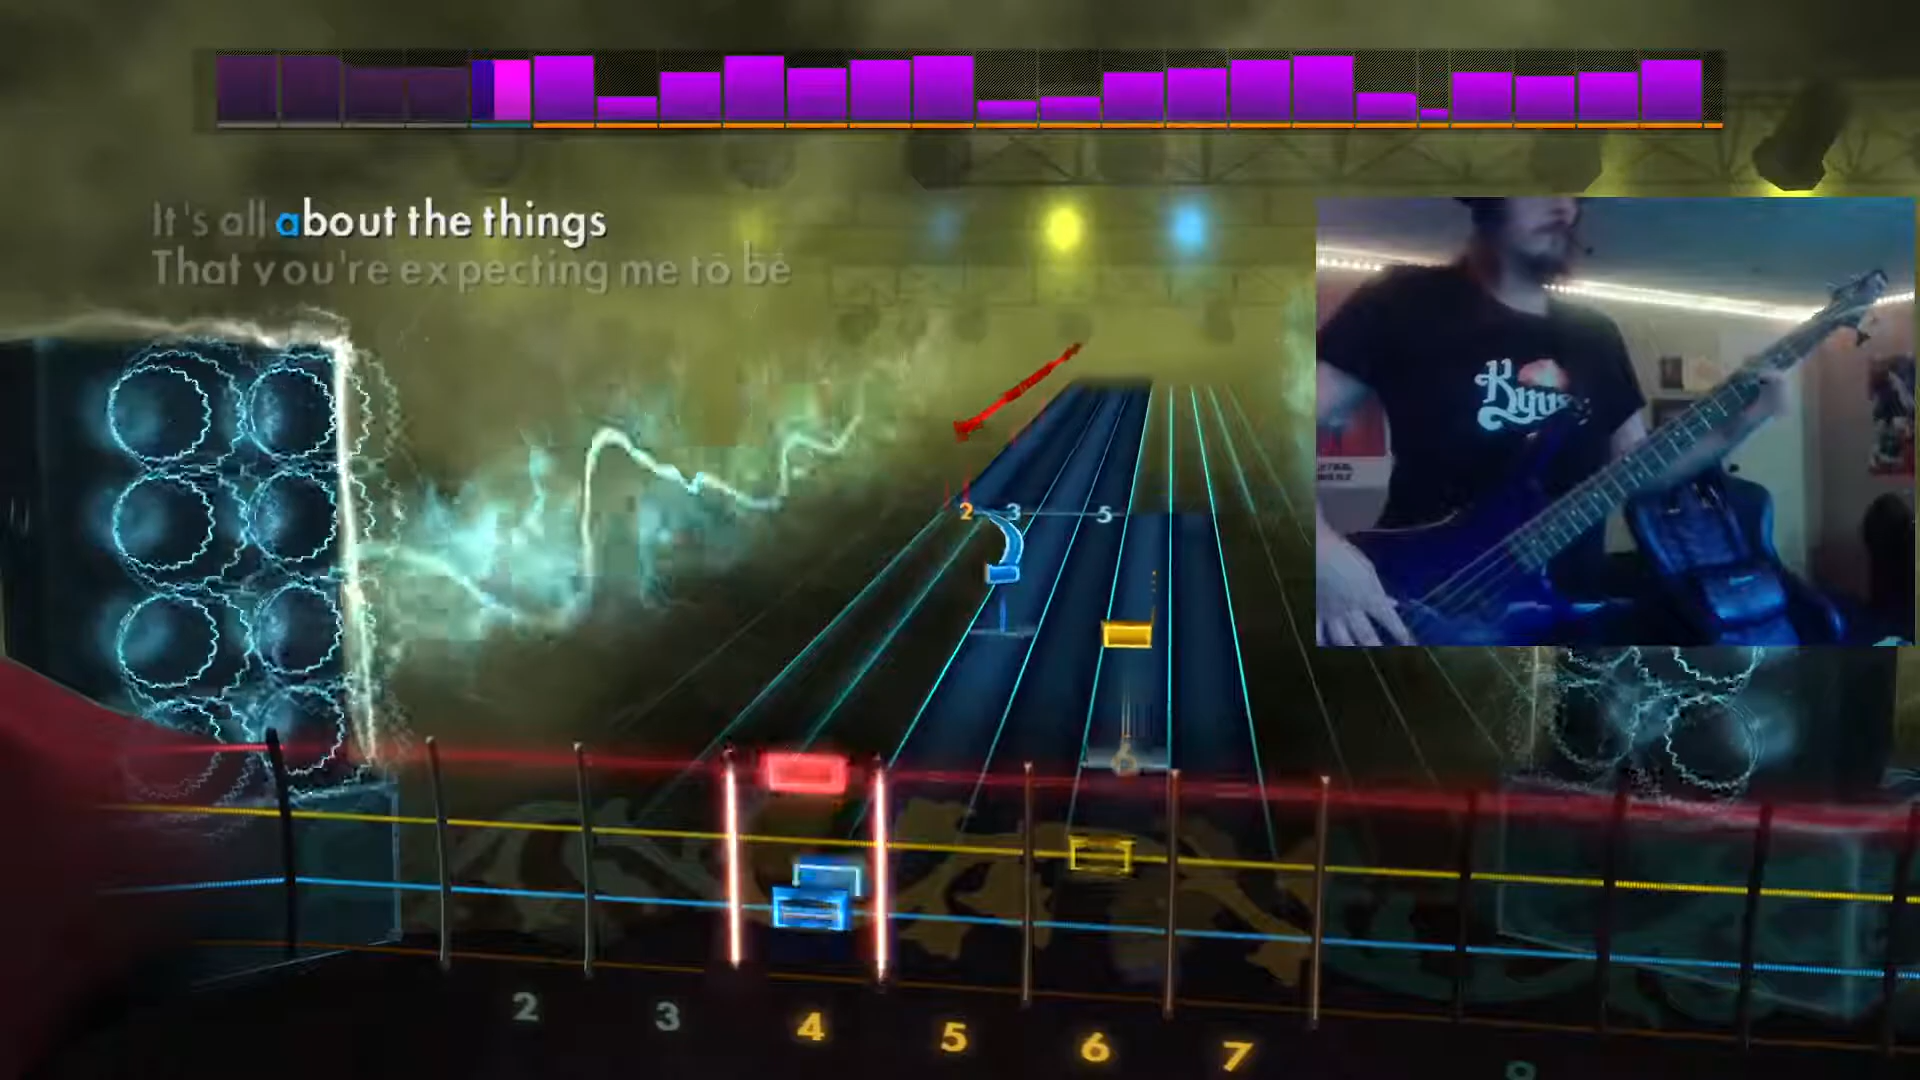 It's all about the things
That you're expecting me to be
2 3 5
6
2 3 4 5 6 7